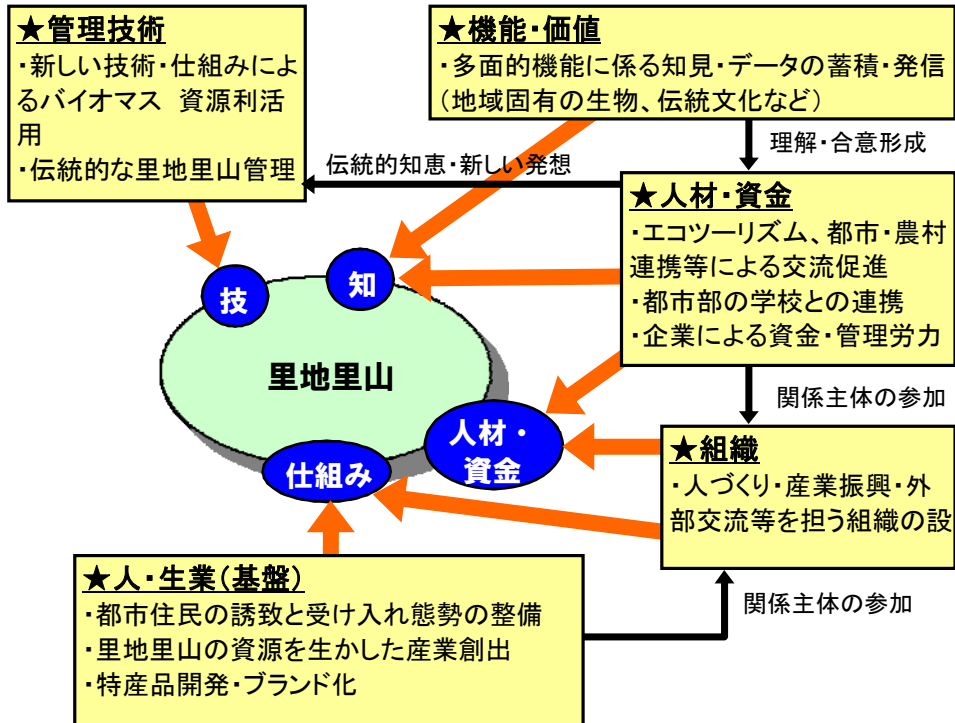 ★管理技術
・新しい技術・仕組みによ
るバイオマス 資源利活
用
・伝統的な里地里山管理
★機能・価値
・多面的機能に係る知見・データの蓄積・発信
(地域固有の生物、伝統文化など)
理解・合意形成
伝統的知恵・新しい発想
★人材・資金
・エコツーリズム、都市・農村
連携等による交流促進
・都市部の学校との連携
・企業による資金・管理労力
技
知
里地里山
人材・
資金
仕組み
関係主体の参加
★組織
・人づくり・産業振興・外
部交流等を担う組織の設
★人・生業(基盤)
・都市住民の誘致と受け入れ態勢の整備
・里地里山の資源を生かした産業創出
・特産品開発・ブランド化
関係主体の参加